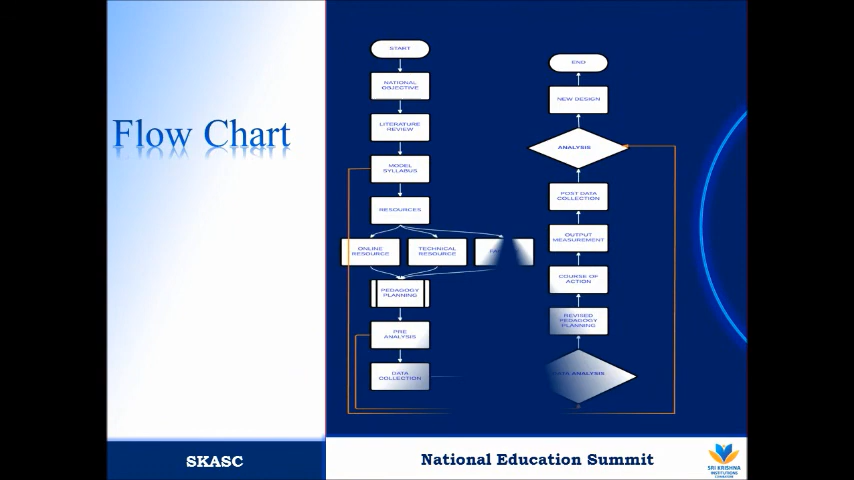 Flow Chart
START
NATIONAL
OBJECTIVE
LITERATURE
REVIEW
MODEL
SYLLABUS
RESOURCES
ONLINE
RESOURCE
TECHNICAL
RESOURCE
PEDAGOGY
PLANNING
PRE
ANALYSIS
DATA
COLLECTION
END
NEW DESIGN
ANALYSIS
POST DATA
COLLECTION
OUTPUT
MEASUREMENT
COURSE OF
ACTION
REVISED
PEDAGOGY
PLANNING
DATA ANALYSIS
SKASC
National Education Summit
SRI KRISHNA
INSTITUTIONS